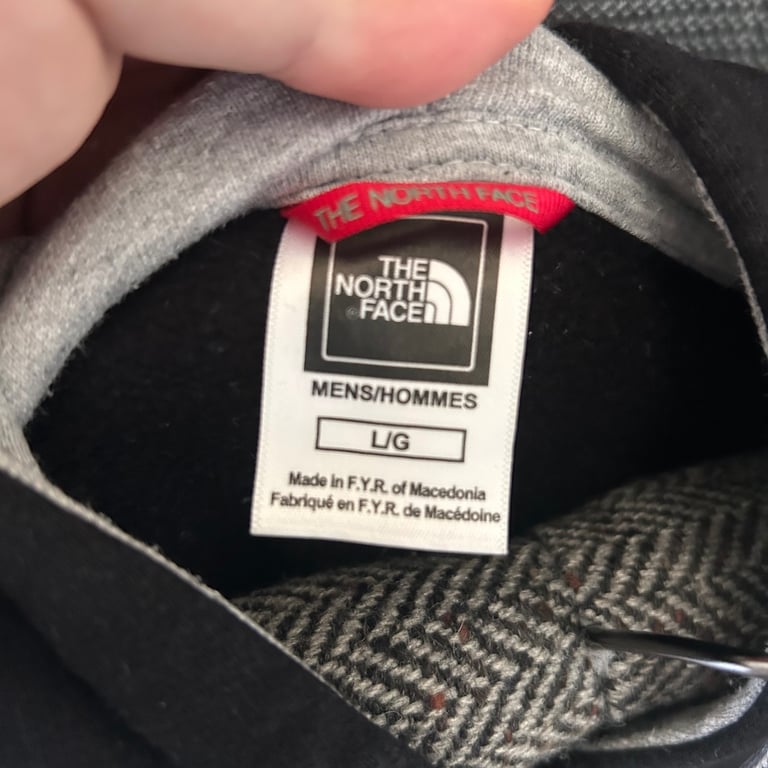 THE NORTH FACE
THE
NORTH
FACE
MENS/HOMMES
L/G
Made in F.Y.R. of Macedonia
Fabriqué en F.Y.R. de Macédoine